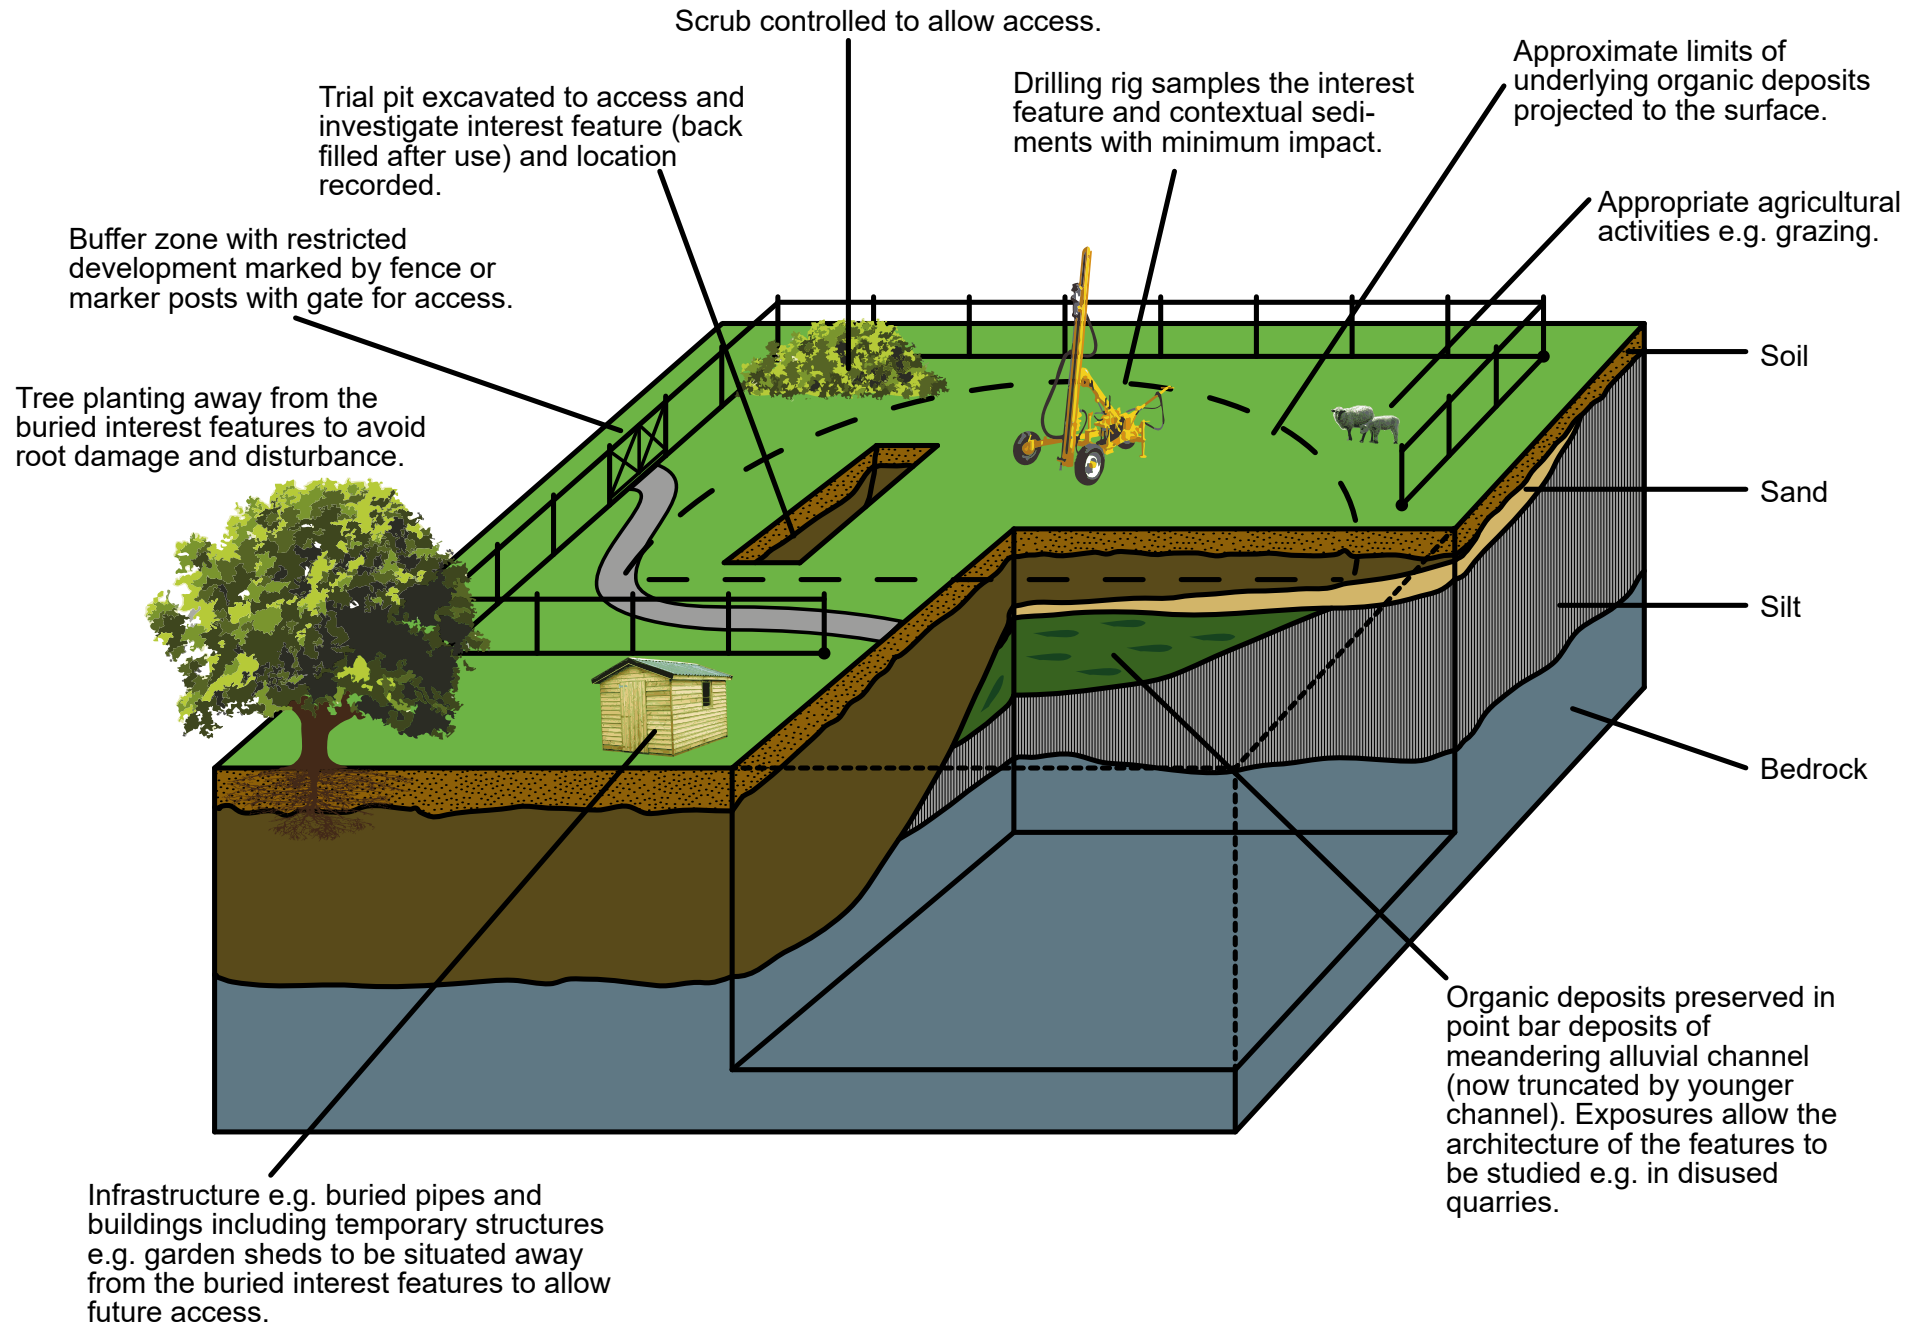 Scrub controlled to allow access.
Trial pit excavated to access and
investigate interest feature (back
filled after use) and location
recorded.
Drilling rig samples the interest
feature and contextual sedi-
ments with minimum impact.
Approximate limits of
underlying organic deposits
projected to the surface.
Appropriate agricultural
activities e.g. grazing.
Buffer zone with restricted
development marked by fence or
marker posts with gate for access.
Tree planting away from the
buried interest features to avoid
root damage and disturbance.
Soil
Sand
Silt
Bedrock
Organic deposits preserved in
point bar deposits of
meandering alluvial channel
(now truncated by younger
channel). Exposures allow the
architecture of the features to
be studied e.g. in disused
quarries.
Infrastructure e.g. buried pipes and
buildings including temporary structures
e.g. garden sheds to be situated away
from the buried interest features to allow
future access.